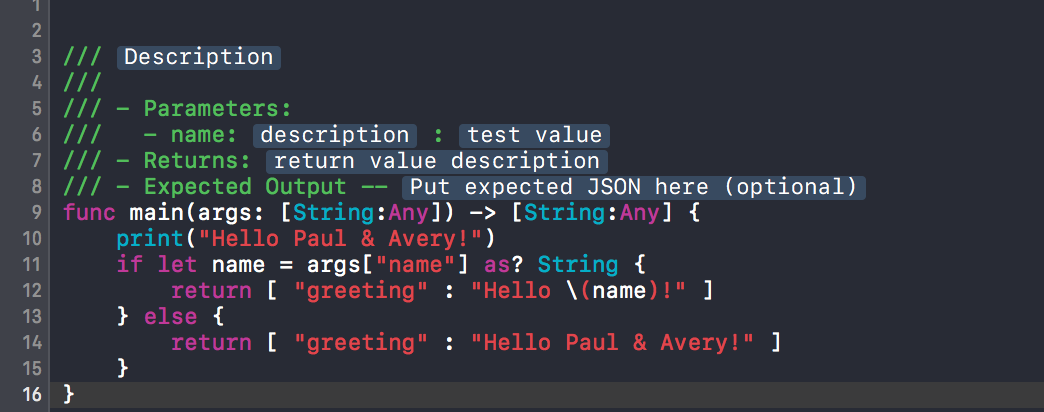 1
2
3 /// Description
4 ///
5 /// - Parameters:
6 ///   - name: description : test value
7 /// - Returns: return value description
8 /// - Expected Output -- Put expected JSON here (optional)
9 func main(args: [String:Any]) -> [String:Any] {
10     print("Hello Paul & Avery!")
11     if let name = args["name"] as? String {
12         return [ "greeting" : "Hello \(name)!" ]
13     } else {
14         return [ "greeting" : "Hello Paul & Avery!" ]
15     }
16 }